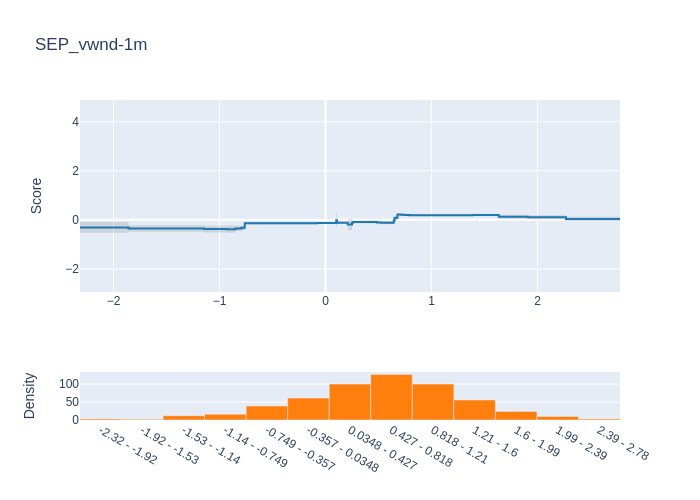 SEP_vwnd-1m
Score
4
2
0
−2
−2
−1
0
1
2
Density
100
50
0
-2.32 - -1.92
-1.92 - -1.53
-1.53 - -1.14
-1.14 - -0.749
-0.749 - -0.357
-0.357 - 0.0348
0.0348 - 0.427
0.427 - 0.818
0.818 - 1.21
1.21 - 1.6
1.6 - 1.99
1.99 - 2.39
2.39 - 2.78